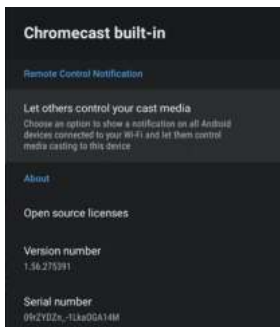 Chromecast built-in
Remote Control Notification
Let others control your cast media
Choose an option to show a notification on all Android
devices connected to your Wi-Fi and let them control
media casting to this device
About
Open source licenses
Version number
1.56.275391
Serial number